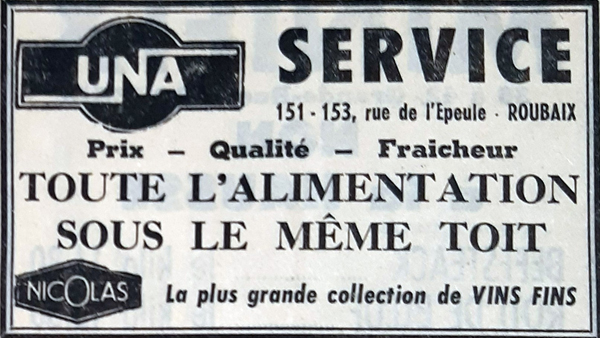 UNA
SERVICE
151 - 153, rue de l'Epeule - ROUBAIX
Prix — Qualité — Fraicheur
TOUTE L'ALIMENTATION
SOUS LE MÊME TOIT
NICOLAS
La plus grande collection de VINS FINS